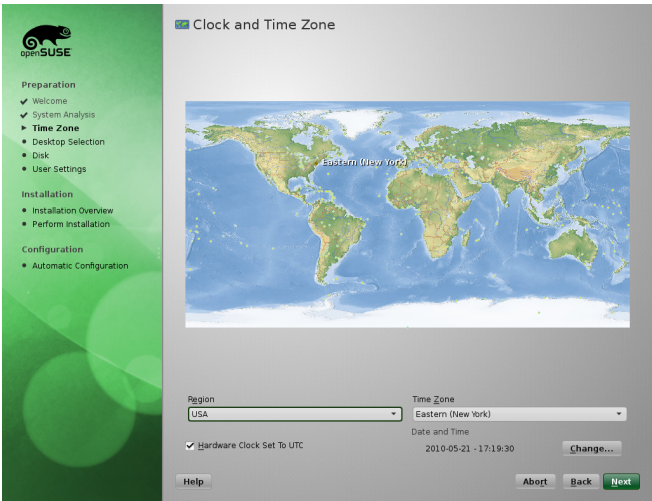 openSUSE
Preparation
Welcome
System Analysis
Time Zone
Desktop Selection
Disk
User Settings
Installation
Installation Overview
Perform Installation
Configuration
Automatic Configuration
Clock and Time Zone
Eastern (New York)
Region
USA
Time Zone
Eastern (New York)
Hardware Clock Set To UTC
Date and Time
2010-05-21 - 17:19:30
Change...
Help
Abort
Back
Next